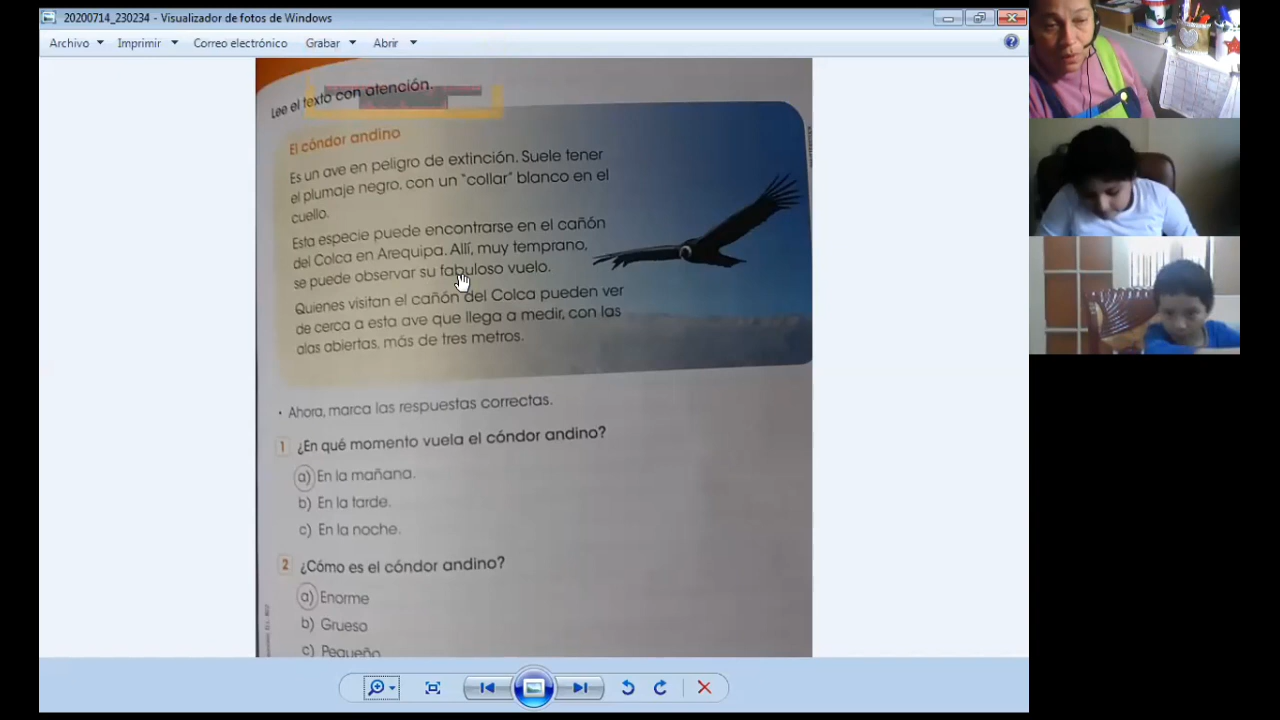 20200714_230234 - Visualizador de fotos de Windows
Archivo Imprimir Correo electrónico Grabar Abrir
Lee el texto con atención.
El cóndor andino
Es un ave en peligro de extinción. Suele tener
el plumaje negro, con un "collar" blanco en el
cuello.
Esta especie puede encontrarse en el cañón
del Colca en Arequipa. Allí, muy temprano,
se puede observar su fabuloso vuelo.
Quienes visitan el cañón del Colca pueden ver
de cerca a esta ave que llega a medir, con las
alas abiertas, más de tres metros.
• Ahora, marca las respuestas correctas.
1 ¿En qué momento vuela el cóndor andino?
a) En la mañana.
b) En la tarde.
c) En la noche.
2 ¿Cómo es el cóndor andino?
a) Enorme
b) Grueso
c) Pequeño